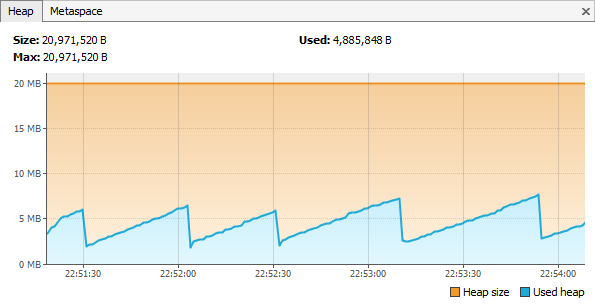 Heap Metaspace
Size: 20,971,520 B Used: 4,885,848 B
Max: 20,971,520 B
20 MB
15 MB
10 MB
5 MB
0 MB
22:51:30 22:52:00 22:52:30 22:53:00 22:53:30 22:54:00
Heap size Used heap